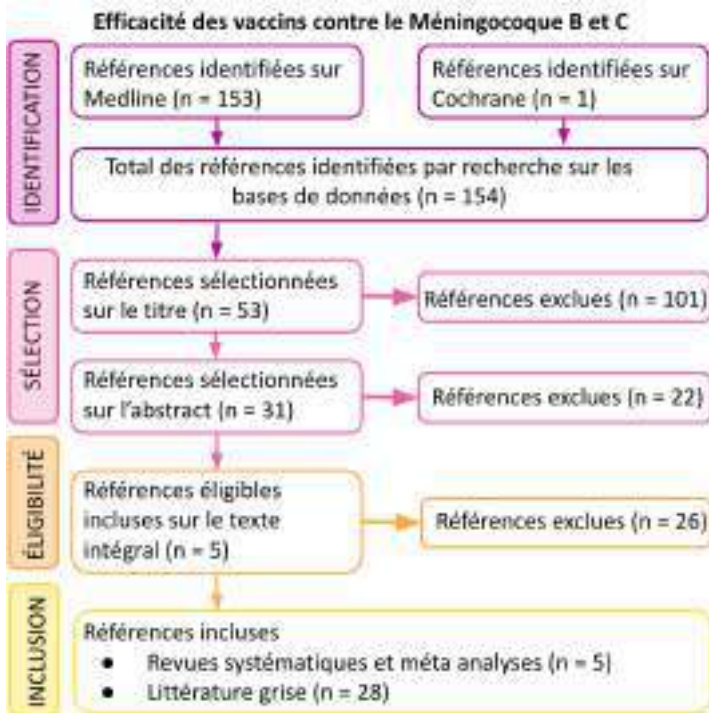 Efficacité des vaccins contre le Méningocoque B et C
IDENTIFICATION
Références identifiées sur
Medline (n = 153)
Références identifiées sur
Cochrane (n = 1)
Total des références identifiées par recherche sur les
bases de données (n = 154)
SÉLECTION
Références sélectionnées
sur le titre (n = 53)
Références exclues (n = 101)
Références sélectionnées
sur l'abstract (n = 31)
Références exclues (n = 22)
ÉLIGIBILITÉ
Références éligibles
incluses sur le texte
intégral (n = 5)
Références exclues (n = 26)
INCLUSION
Références incluses
● Revues systématiques et méta analyses (n = 5)
● Littérature grise (n = 28)